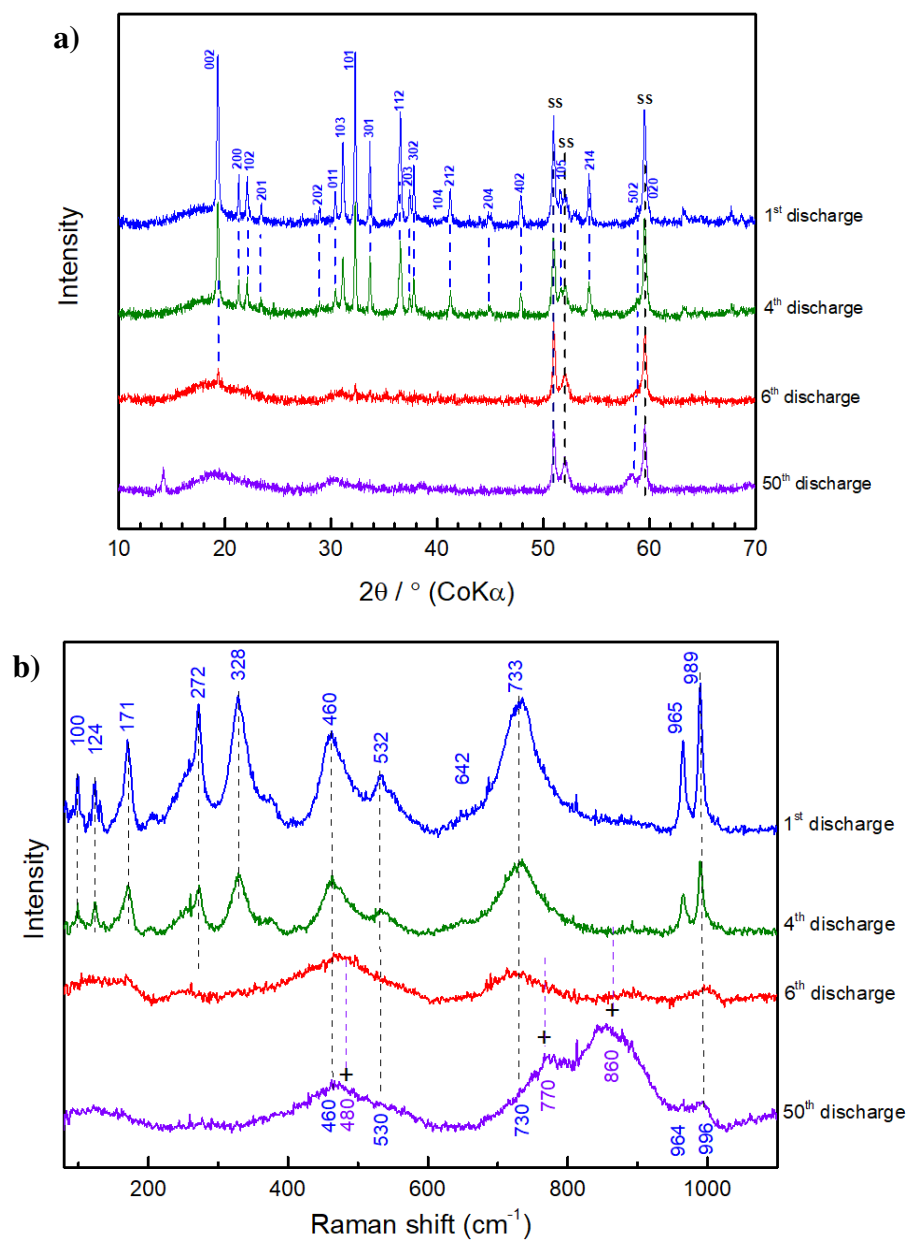 a)
Intensity
002
200
102
201
202
011
103
101
301
112
203
302
104
212
204
402
ss
105
ss
214
502
ss
020
1st discharge
4th discharge
6th discharge
50th discharge
10 20 30 40 50 60 70
2θ / ° (CoKα)
b)
Intensity
100
124
171
272
328
460
532
642
733
965
989
1st discharge
4th discharge
6th discharge
+ + +
460
480
530
730
770
860
964
996
50th discharge
200 400 600 800 1000
Raman shift (cm-1)